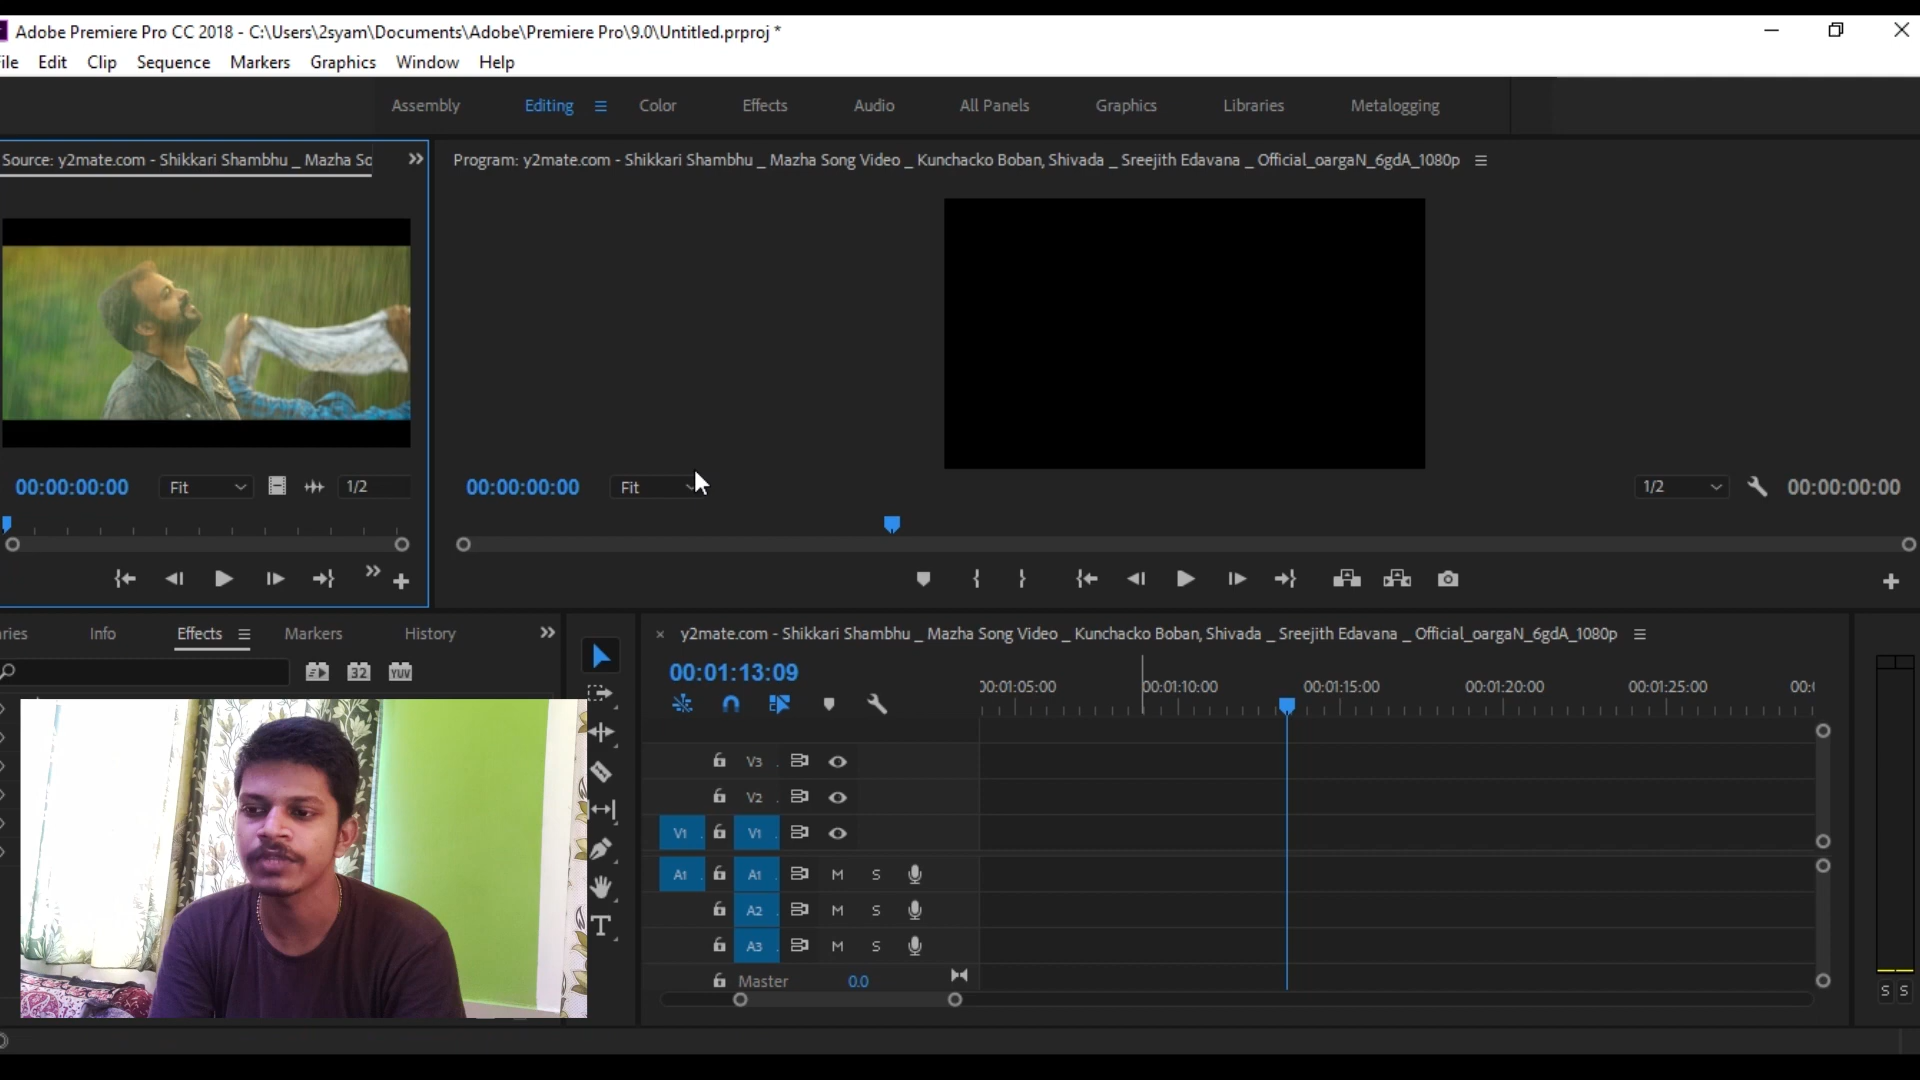 Adobe Premiere Pro CC 2018 - C:\Users\2syam\Documents\Adobe\Premiere Pro\9.0\Untitled.prproj *
ile Edit Clip Sequence Markers Graphics Window Help
Assembly Editing Color Effects Audio All Panels Graphics Libraries Metalogging
Source: y2mate.com - Shikkari Shambhu _ Mazha So
Program: y2mate.com - Shikkari Shambhu _ Mazha Song Video _ Kunchacko Boban, Shivada _ Sreejith Edavana _ Official_oargaN_6gdA_1080p
00:00:00:00 Fit 1/2
00:00:00:00 Fit 1/2 00:00:00:00
ries Info Effects Markers History
32 YUV
y2mate.com - Shikkari Shambhu _ Mazha Song Video _ Kunchacko Boban, Shivada _ Sreejith Edavana _ Official_oargaN_6gdA_1080p
00:01:13:09
00:01:05:00 00:01:10:00 00:01:15:00 00:01:20:00 00:01:25:00 00:0
V3
V2
V1 V1
A1 A1 M S
A2 M S
A3 M S
Master 0.0
S S
T